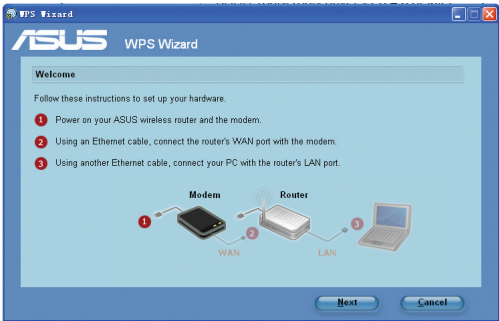 WPS Wizard
ASUS WPS Wizard
Welcome
Follow these instructions to set up your hardware.
1 Power on your ASUS wireless router and the modem.
2 Using an Ethernet cable, connect the router's WAN port with the modem.
3 Using another Ethernet cable, connect your PC with the router's LAN port.
Modem Router
1 2 3
WAN LAN
Next Cancel